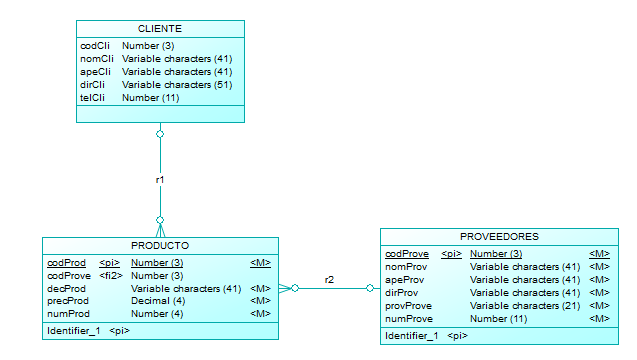 CLIENTE
codCli Number (3)
nomCli Variable characters (41)
apeCli Variable characters (41)
dirCli Variable characters (51)
telCli Number (11)
r1
PRODUCTO
codProd <pi> Number (3) <M>
codProve <fi2> Number (3)
decProd Variable characters (41) <M>
precProd Decimal (4) <M>
numProd Number (4) <M>
Identifier_1 <pi>
r2
PROVEEDORES
codProve <pi> Number (3) <M>
nomProv Variable characters (41) <M>
apeProv Variable characters (41) <M>
dirProv Variable characters (41) <M>
provProve Variable characters (21) <M>
numProve Number (11) <M>
Identifier_1 <pi>